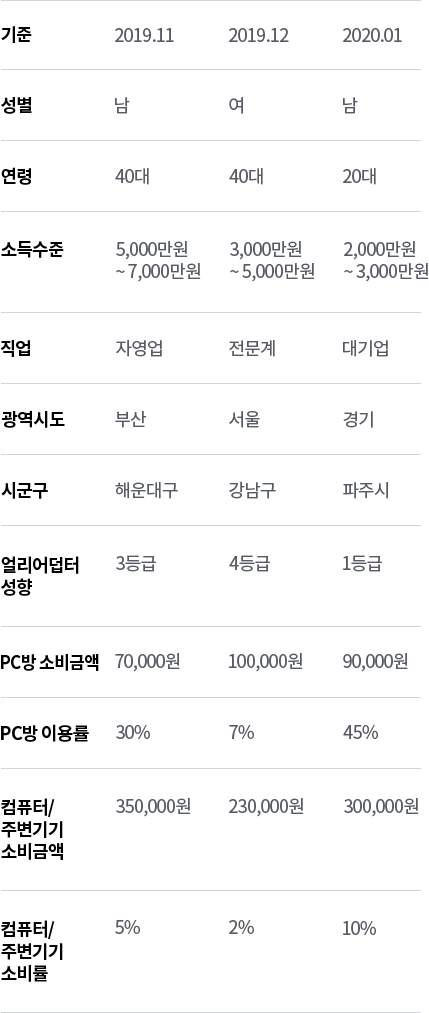 기준 2019.11 2019.12 2020.01
성별 남 여 남
연령 40대 40대 20대
소득수준 5,000만원 3,000만원 2,000만원
~ 7,000만원 ~ 5,000만원 ~ 3,000만원
직업 자영업 전문계 대기업
광역시도 부산 서울 경기
시군구 해운대구 강남구 파주시
얼리어덥터 3등급 4등급 1등급
성향
PC방 소비금액 70,000원 100,000원 90,000원
PC방 이용률 30% 7% 45%
컴퓨터/ 350,000원 230,000원 300,000원
주변기기
소비금액
컴퓨터/ 5% 2% 10%
주변기기
소비률